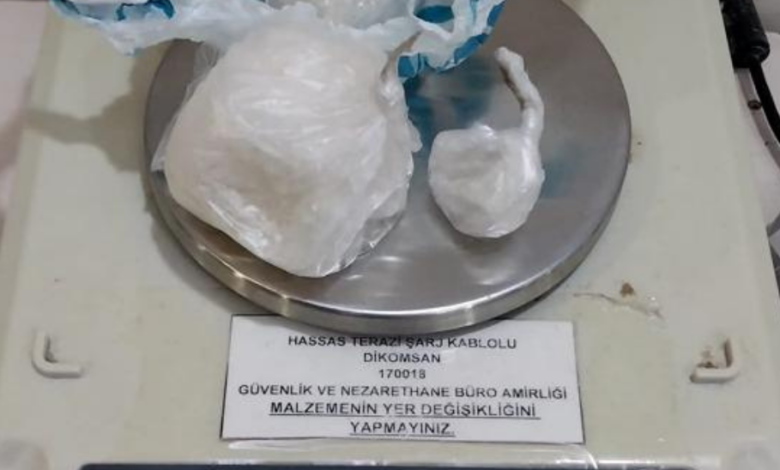 HASSAS TERAZİ ŞARJ KABLOLU
DİKOMSAN
170018
GÜVENLİK VE NEZARETHANE BÜRO AMİRLİĞİ
MALZEMENİN YER DEĞİŞİKLİĞİNİ
YAPMAYINIZ.